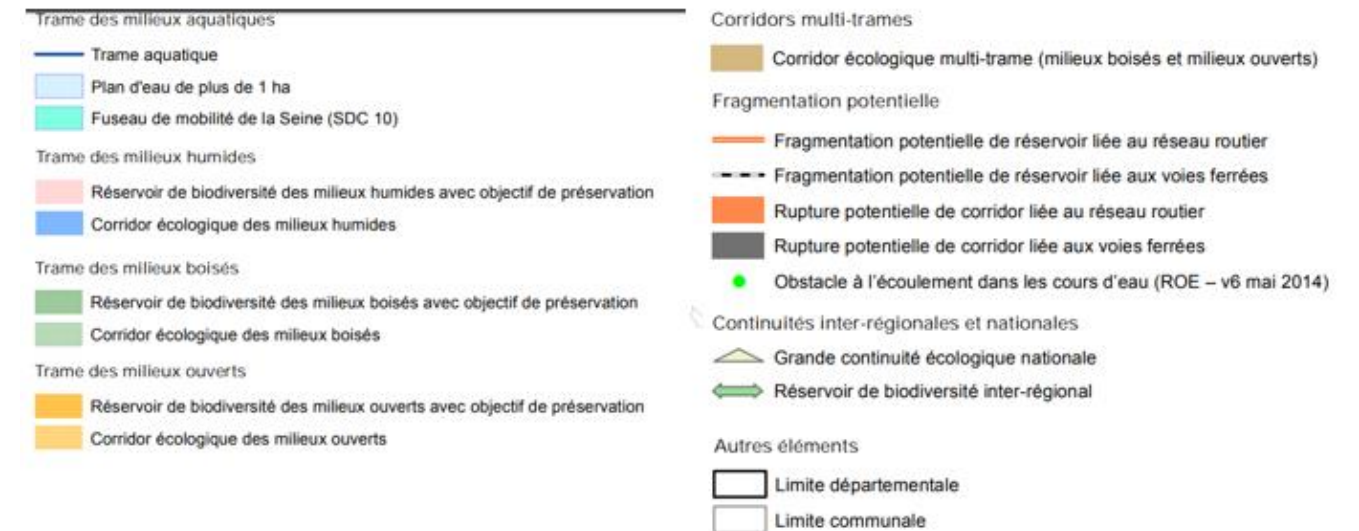 Trame des milieux aquatiques
Trame aquatique
Plan d'eau de plus de 1 ha
Fuseau de mobilité de la Seine (SDC 10)
Trame des milieux humides
Réservoir de biodiversité des milieux humides avec objectif de préservation
Corridor écologique des milieux humides
Trame des milieux boisés
Réservoir de biodiversité des milieux boisés avec objectif de préservation
Corridor écologique des milieux boisés
Trame des milieux ouverts
Réservoir de biodiversité des milieux ouverts avec objectif de préservation
Corridor écologique des milieux ouverts
Corridors multi-trames
Corridor écologique multi-trame (milieux boisés et milieux ouverts)
Fragmentation potentielle
Fragmentation potentielle de réservoir liée au réseau routier
Fragmentation potentielle de réservoir liée aux voies ferrées
Rupture potentielle de corridor liée au réseau routier
Rupture potentielle de corridor liée aux voies ferrées
Obstacle à l'écoulement dans les cours d'eau (ROE – v6 mai 2014)
Continuités inter-régionales et nationales
Grande continuité écologique nationale
Réservoir de biodiversité inter-régional
Autres éléments
Limite départementale
Limite communale